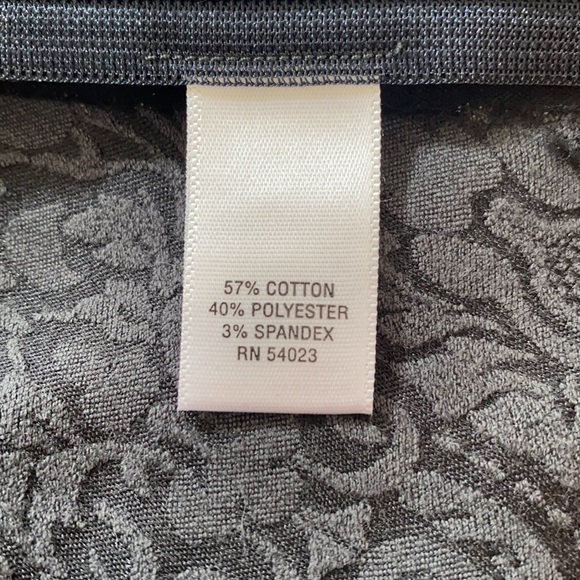 57% COTTON
40% POLYESTER
3% SPANDEX
RN 54023